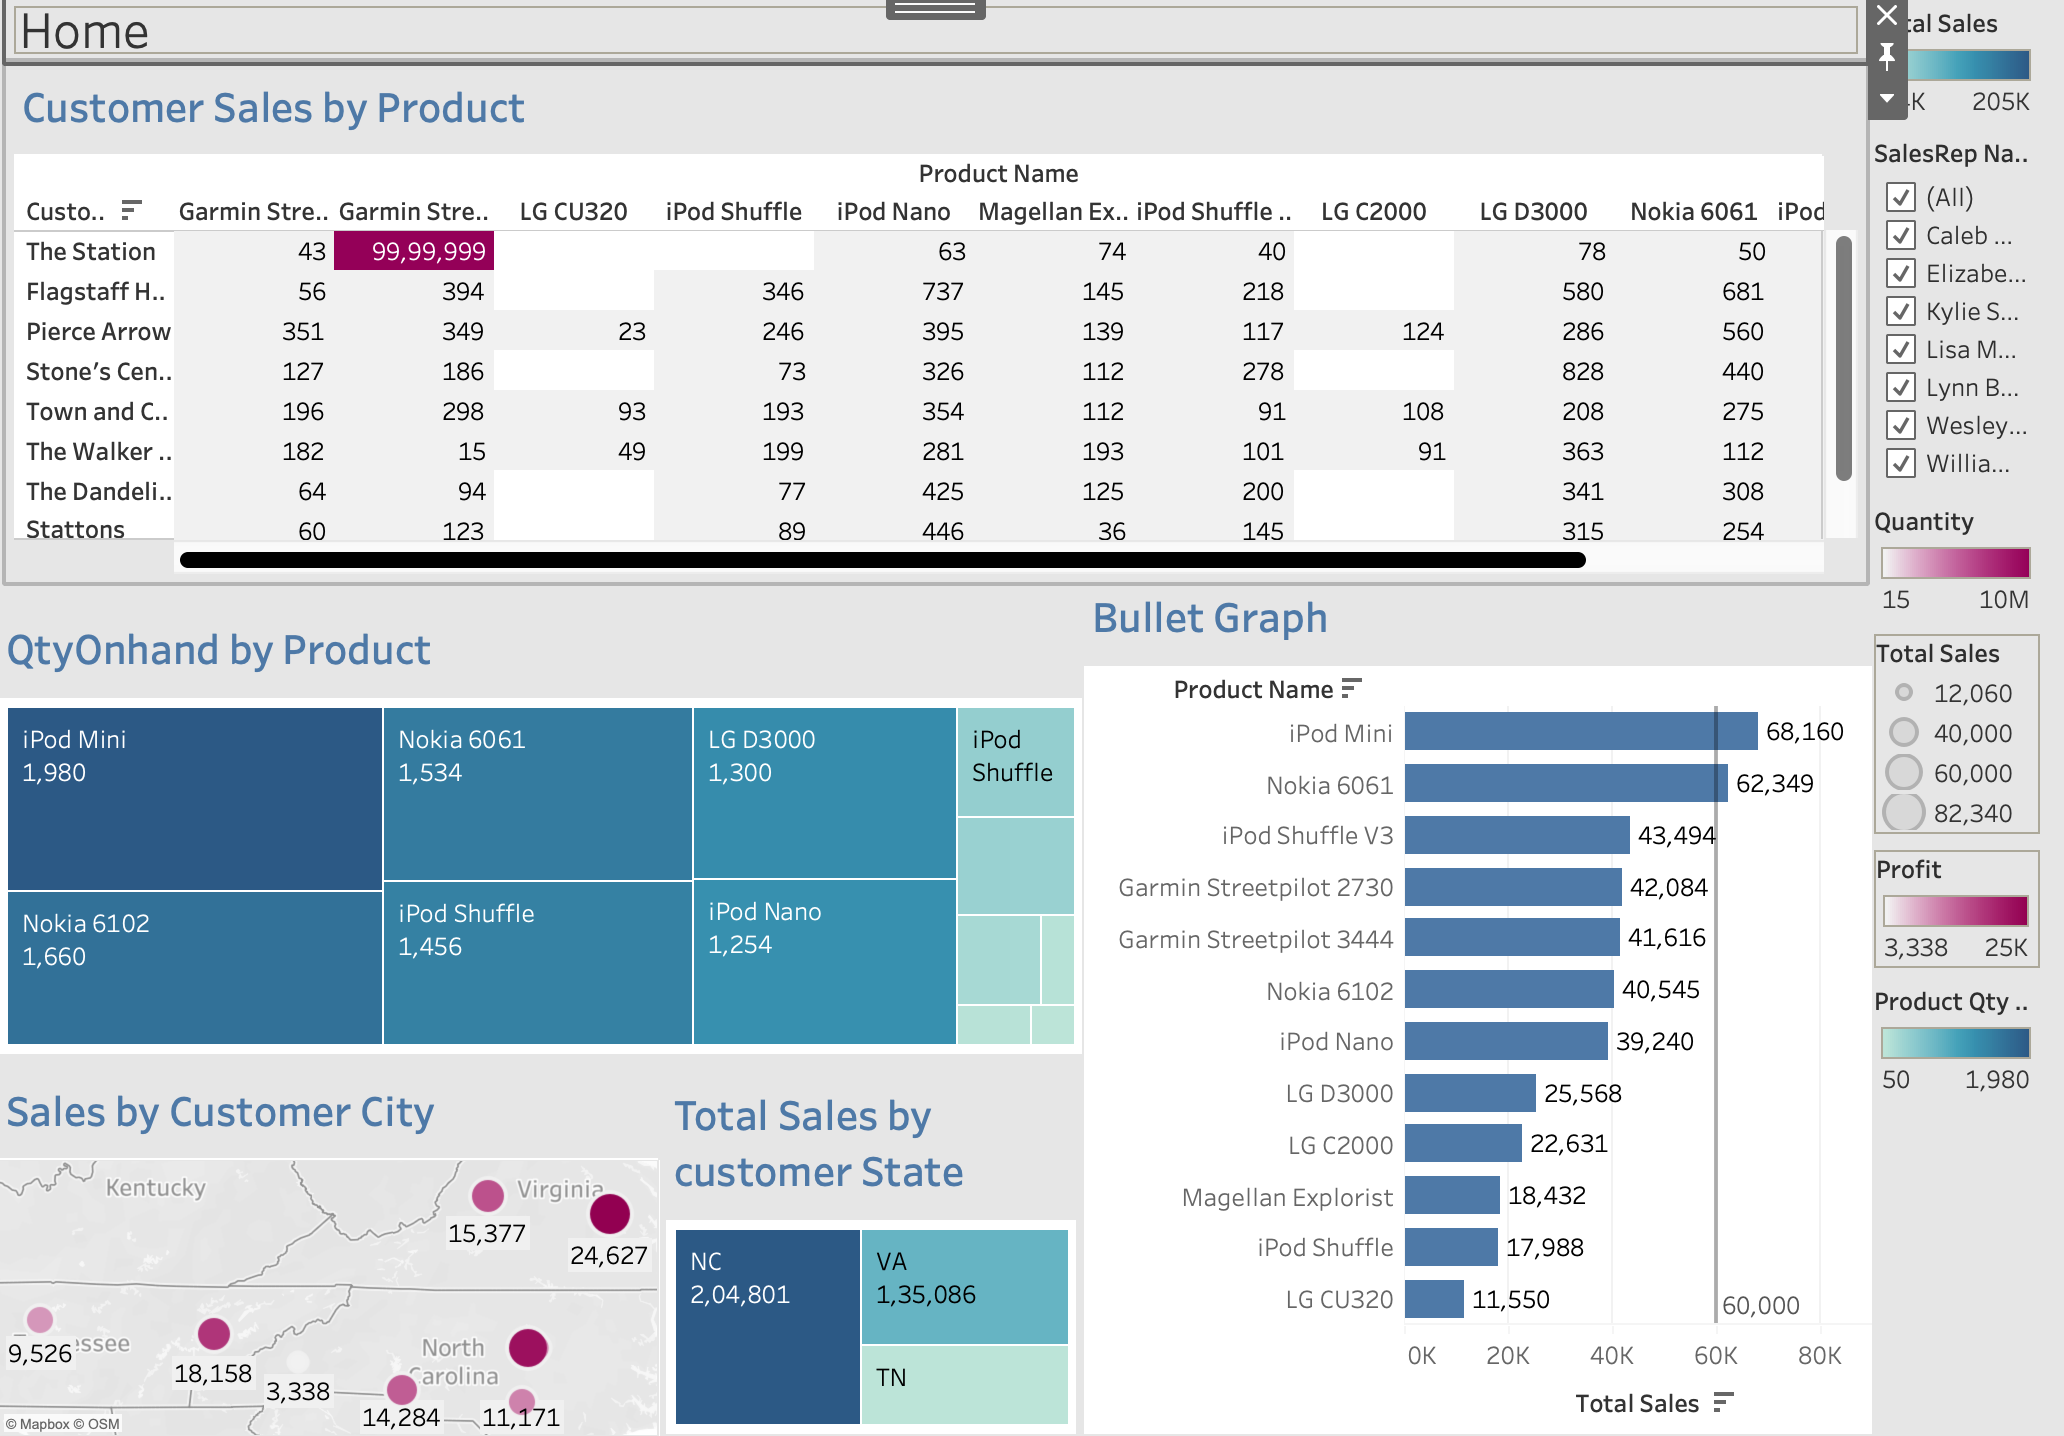 Home
Customer Sales by Product
Product Name
Custo.. Garmin Stre.. Garmin Stre.. LG CU320 iPod Shuffle iPod Nano Magellan Ex.. iPod Shuffle .. LG C2000 LG D3000 Nokia 6061 iPod
The Station 43 99,99,999 63 74 40 78 50
Flagstaff H.. 56 394 346 737 145 218 580 681
Pierce Arrow 351 349 23 246 395 139 117 124 286 560
Stone's Cen.. 127 186 73 326 112 278 828 440
Town and C.. 196 298 93 193 354 112 91 108 208 275
The Walker .. 182 15 49 199 281 193 101 91 363 112
The Dandeli.. 64 94 77 425 125 200 341 308
Stattons 60 123 89 446 36 145 315 254
tal Sales
K 205K
SalesRep Na..
(All)
Caleb ...
Elizabe...
Kylie S...
Lisa M...
Lynn B...
Wesley...
Willia...
Quantity
15 10M
Total Sales
12,060
40,000
60,000
82,340
Profit
3,338 25K
Product Qty ..
50 1,980
QtyOnhand by Product
iPod Mini
1,980
Nokia 6061
1,534
LG D3000
1,300
iPod
Shuffle
Nokia 6102
1,660
iPod Shuffle
1,456
iPod Nano
1,254
Bullet Graph
Product Name
iPod Mini 68,160
Nokia 6061 62,349
iPod Shuffle V3 43,494
Garmin Streetpilot 2730 42,084
Garmin Streetpilot 3444 41,616
Nokia 6102 40,545
iPod Nano 39,240
LG D3000 25,568
LG C2000 22,631
Magellan Explorist 18,432
iPod Shuffle 17,988
LG CU320 11,550
60,000
0K 20K 40K 60K 80K
Total Sales
Sales by Customer City
Kentucky
Virginia
15,377
24,627
essee
9,526
18,158
3,338
North
Carolina
14,284
11,171
© Mapbox © OSM
Total Sales by
customer State
NC
2,04,801
VA
1,35,086
TN